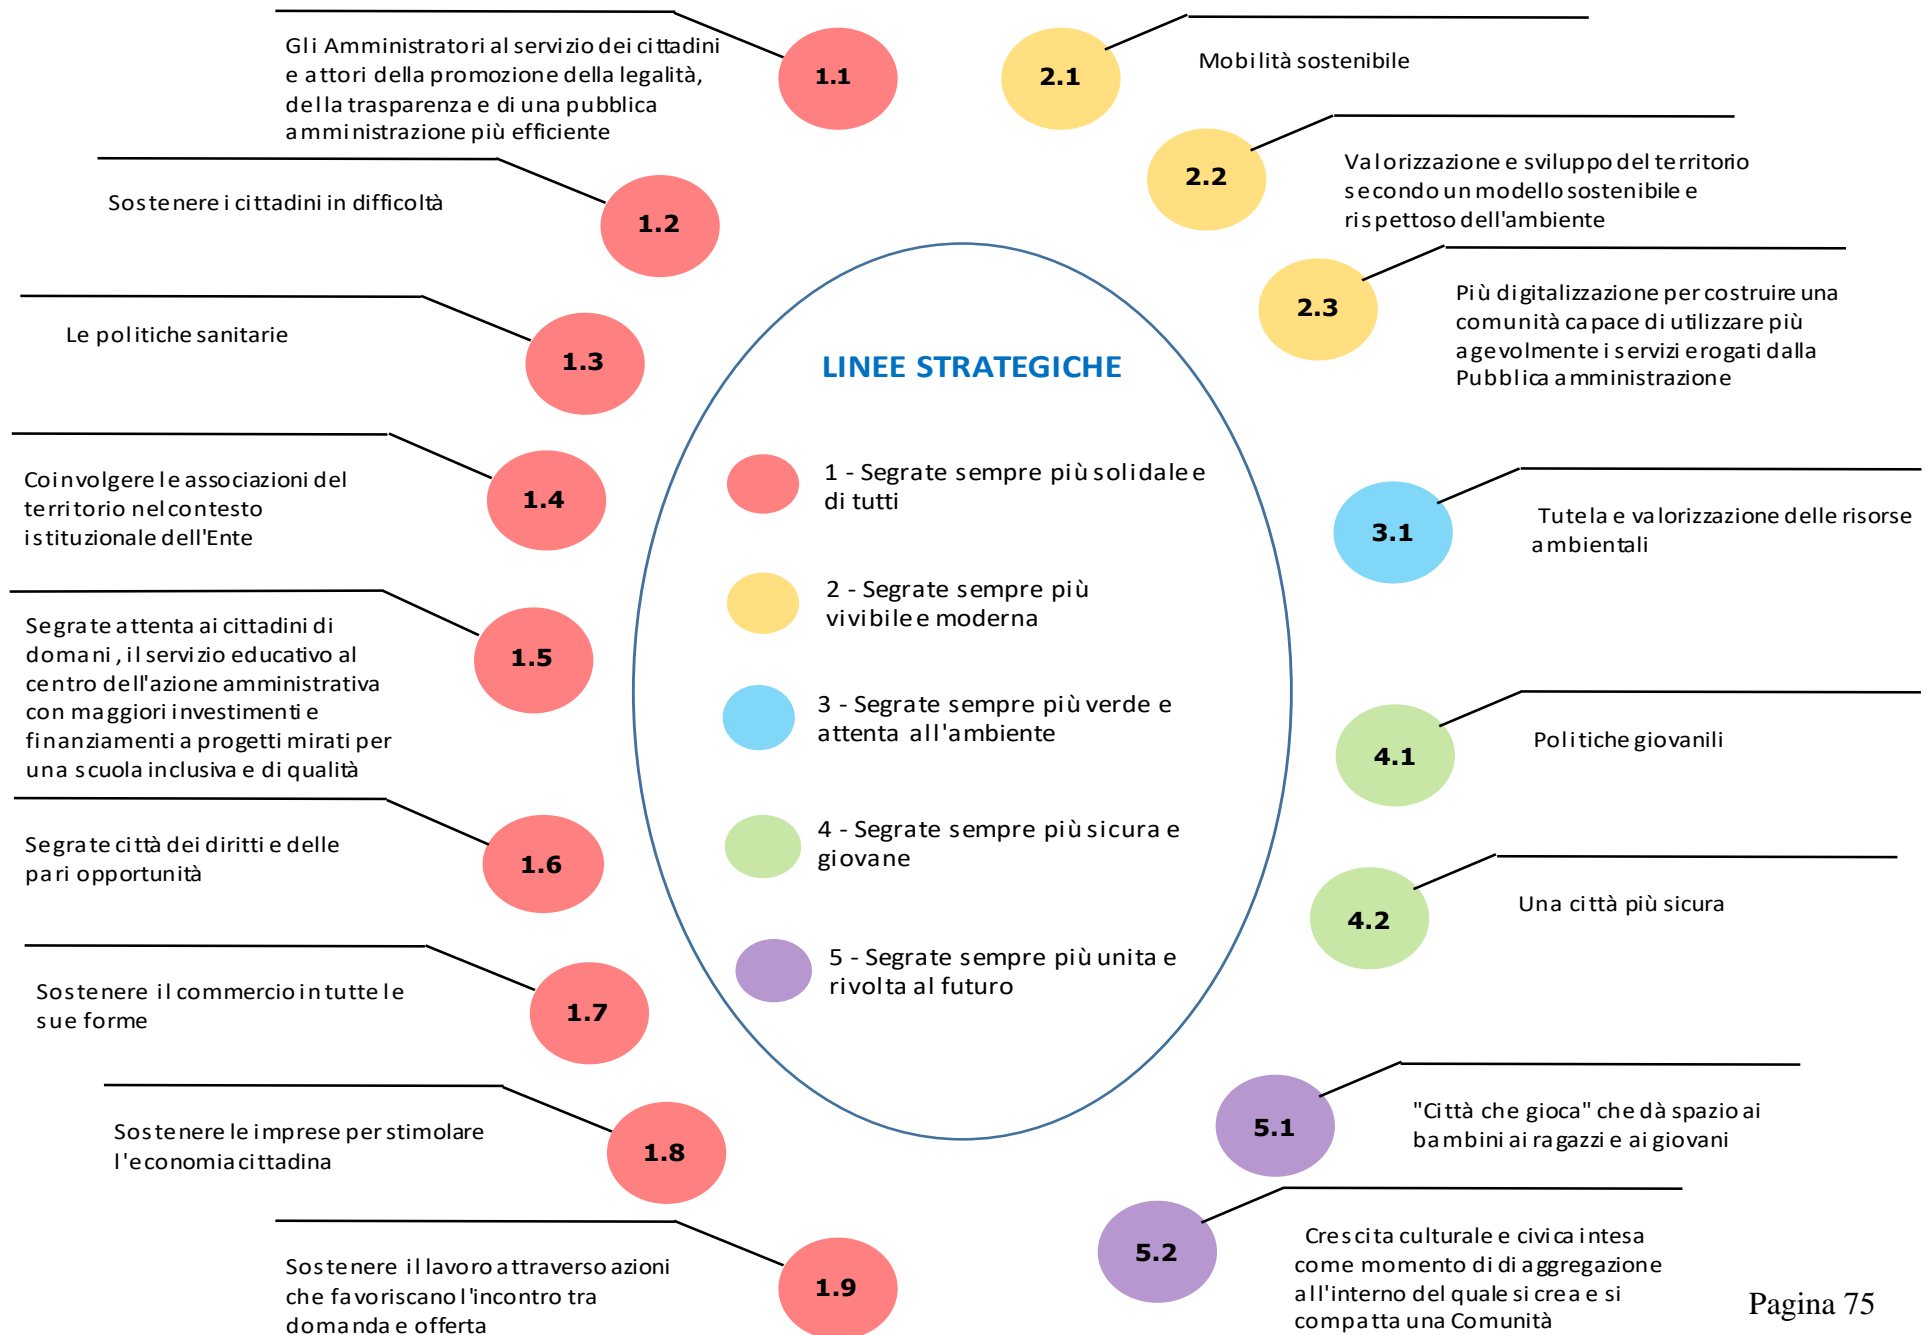 Gli Amministratori al servizio dei cittadini
e attori della promozione della legalità,
della trasparenza e di una pubblica
amministrazione più efficiente
1.1
Sostenere i cittadini in difficoltà
1.2
Le politiche sanitarie
1.3
Coinvolgere le associazioni del
territorio nel contesto
istituzionale dell'Ente
1.4
Segrate attenta ai cittadini di
domani, il servizio educativo al
centro dell'azione amministrativa
con maggiori investimenti e
finanziamenti a progetti mirati per
una scuola inclusiva e di qualità
1.5
Segrate città dei diritti e delle
pari opportunità
1.6
Sostenere il commercio in tutte le
sue forme
1.7
Sostenere le imprese per stimolare
l'economia cittadina
1.8
Sostenere il lavoro attraverso azioni
che favoriscano l'incontro tra
domanda e offerta
1.9
LINEE STRATEGICHE
1 - Segrate sempre più solidale e
di tutti
2 - Segrate sempre più
vivibile e moderna
3 - Segrate sempre più verde e
attenta all'ambiente
4 - Segrate sempre più sicura e
giovane
5 - Segrate sempre più unita e
rivolta al futuro
2.1
Mobilità sostenibile
2.2
Valorizzazione e sviluppo del territorio
secondo un modello sostenibile e
rispettoso dell'ambiente
2.3
Più digitalizzazione per costruire una
comunità capace di utilizzare più
agevolmente i servizi erogati dalla
Pubblica amministrazione
3.1
Tutela e valorizzazione delle risorse
ambientali
4.1
Politiche giovanili
4.2
Una città più sicura
5.1
"Città che gioca" che dà spazio ai
bambini ai ragazzi e ai giovani
5.2
Crescita culturale e civica intesa
come momento di di aggregazione
all'interno del quale si crea e si
compatta una Comunità
Pagina 75